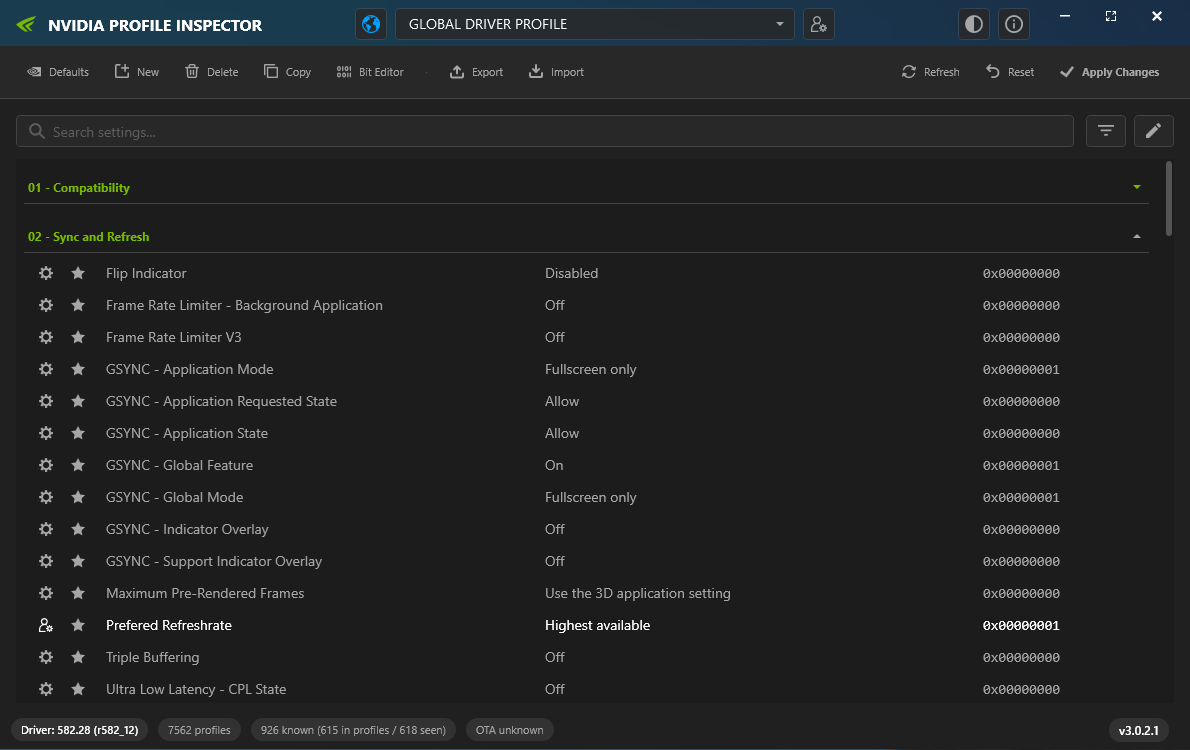 NVIDIA PROFILE INSPECTOR
GLOBAL DRIVER PROFILE
Defaults New Delete Copy Bit Editor Export Import Refresh Reset Apply Changes
Search settings...
01 - Compatibility
02 - Sync and Refresh
Flip Indicator Disabled 0x00000000
Frame Rate Limiter - Background Application Off 0x00000000
Frame Rate Limiter V3 Off 0x00000000
GSYNC - Application Mode Fullscreen only 0x00000001
GSYNC - Application Requested State Allow 0x00000000
GSYNC - Application State Allow 0x00000000
GSYNC - Global Feature On 0x00000001
GSYNC - Global Mode Fullscreen only 0x00000001
GSYNC - Indicator Overlay Off 0x00000000
GSYNC - Support Indicator Overlay Off 0x00000000
Maximum Pre-Rendered Frames Use the 3D application setting 0x00000000
Prefered Refreshrate Highest available 0x00000001
Triple Buffering Off 0x00000000
Ultra Low Latency - CPL State Off 0x00000000
Driver: 582.28 (r582_12) 7562 profiles 926 known (615 in profiles / 618 seen) OTA unknown v3.0.2.1